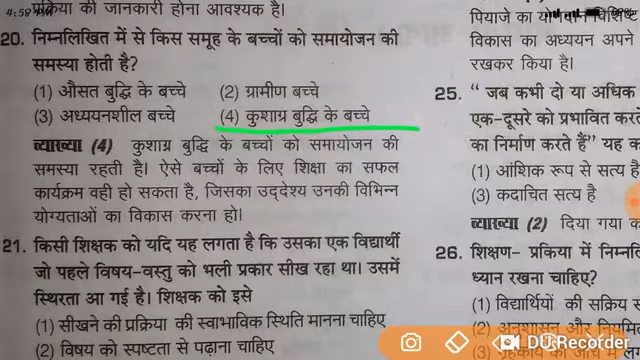 प्रक्रिया की जानकारी होना आवश्यक है।
20. निम्नलिखित में से किस समूह के बच्चों को समायोजन की
समस्या होती है?
(1) औसत बुद्धि के बच्चे (2) ग्रामीण बच्चे
(3) अध्ययनशील बच्चे (4) कुशाग्र बुद्धि के बच्चे
व्याख्या (4) कुशाग्र बुद्धि के बच्चों को समायोजन की
समस्या रहती है। ऐसे बच्चों के लिए शिक्षा का सफल
कार्यक्रम वही हो सकता है, जिसका उद्देश्य उनकी विभिन्न
योग्यताओं का विकास करना हो।
21. किसी शिक्षक को यदि यह लगता है कि उसका एक विद्यार्थी
जो पहले विषय-वस्तु को भली प्रकार सीख रहा था। उसमें
स्थिरता आ गई है। शिक्षक को इसे
(1) सीखने की प्रक्रिया की स्वाभाविक स्थिति मानना चाहिए
(2) विषय को स्पष्टता से पढ़ाना चाहिए
पियाजे का
विकास का अध्ययन अपने
रखकर किया है।
25. “ जब कभी दो या अधिक
एक-दूसरे को प्रभावित
का निर्माण करते हैं” यह
(1) आंशिक रूप से सत्य है
(3) कदाचित सत्य है
व्याख्या (2) दिया गया
26. शिक्षण- प्रकिया में
ध्यान रखना चाहिए?
(1) विद्यार्थियों की सक्रिय
(2) अनुशासन और
DU Recorder